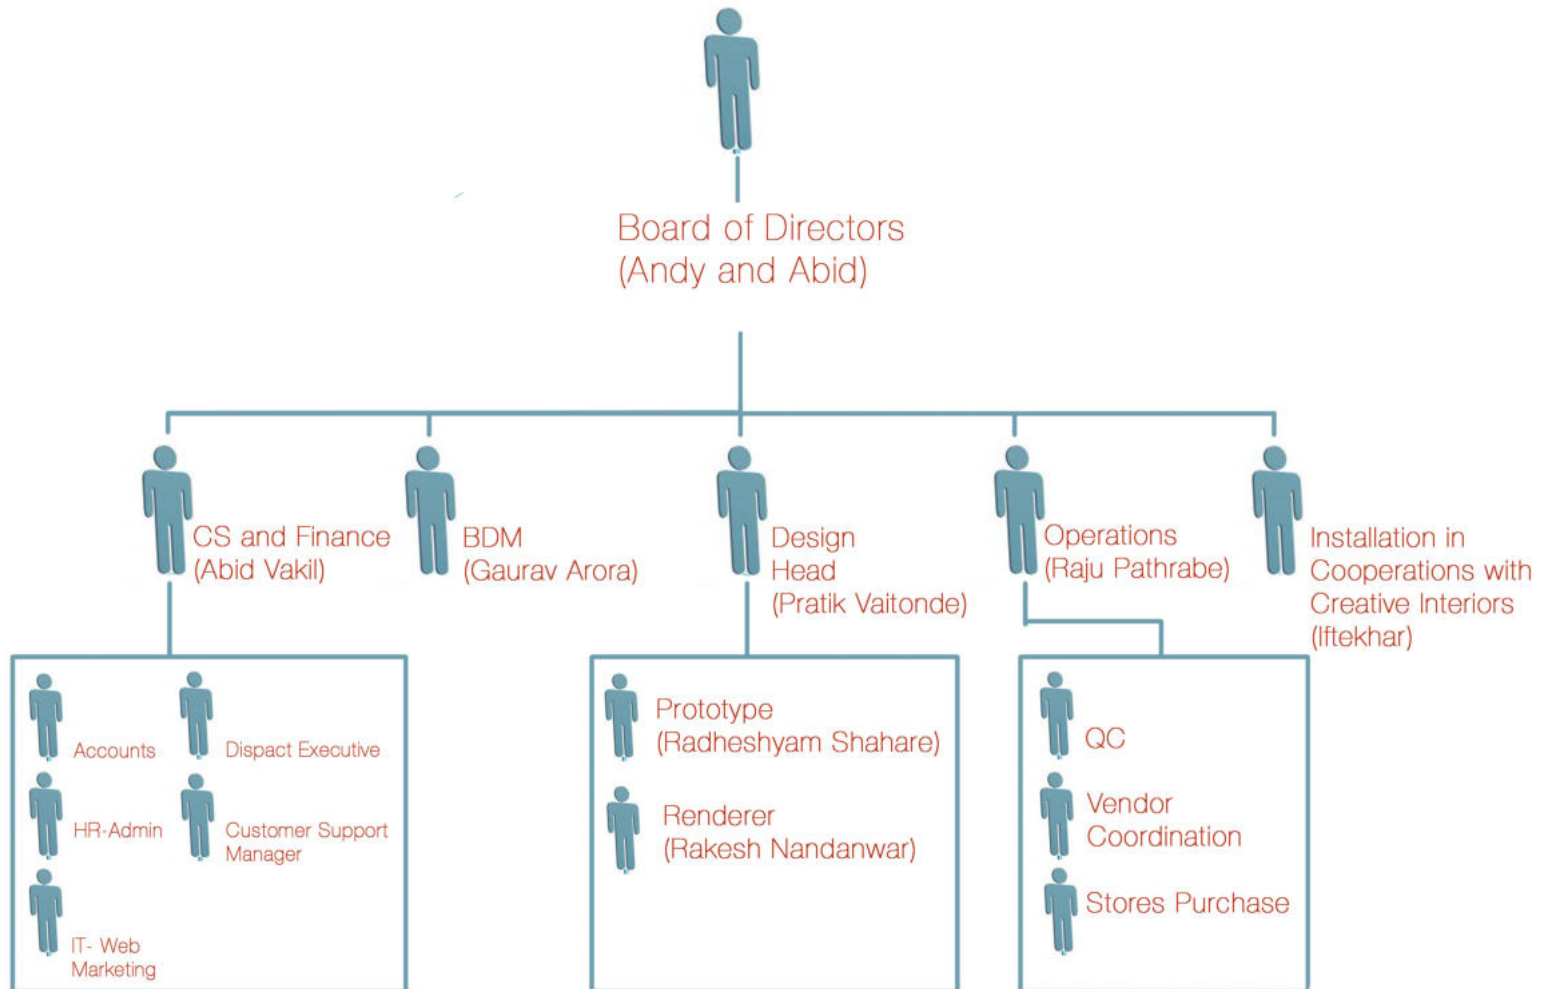 Board of Directors
(Andy and Abid)
CS and Finance
(Abid Vakil)
BDM
(Gaurav Arora)
Design
Head
(Pratik Vaitonde)
Operations
(Raju Pathrabe)
Installation in
Cooperations with
Creative Interiors
(Iftekhar)
Accounts
Dispact Executive
HR-Admin
Customer Support
Manager
IT- Web
Marketing
Prototype
(Radheshyam Shahare)
Renderer
(Rakesh Nandanwar)
QC
Vendor
Coordination
Stores Purchase